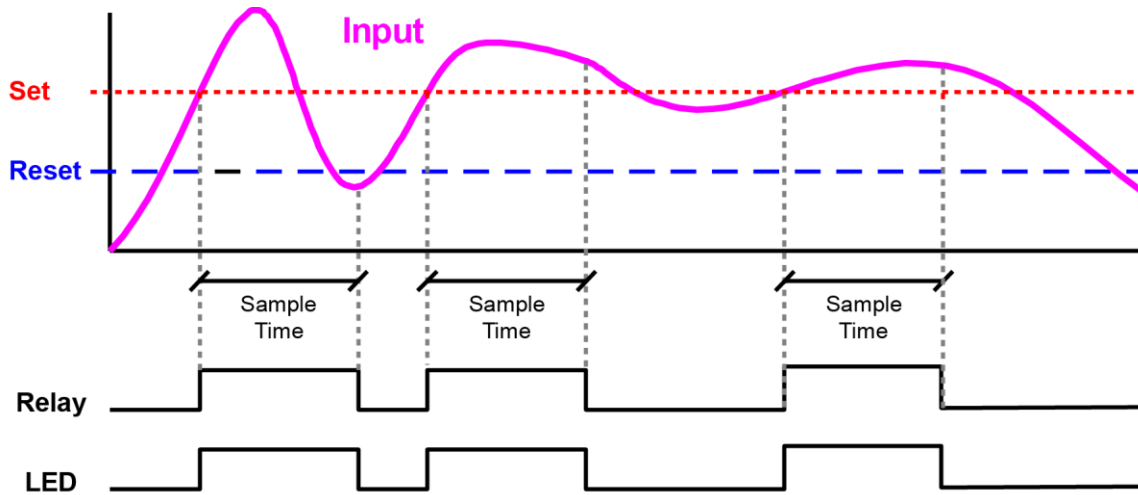 Input
Set
Reset
Sample Sample Sample
Time Time Time
Relay
LED